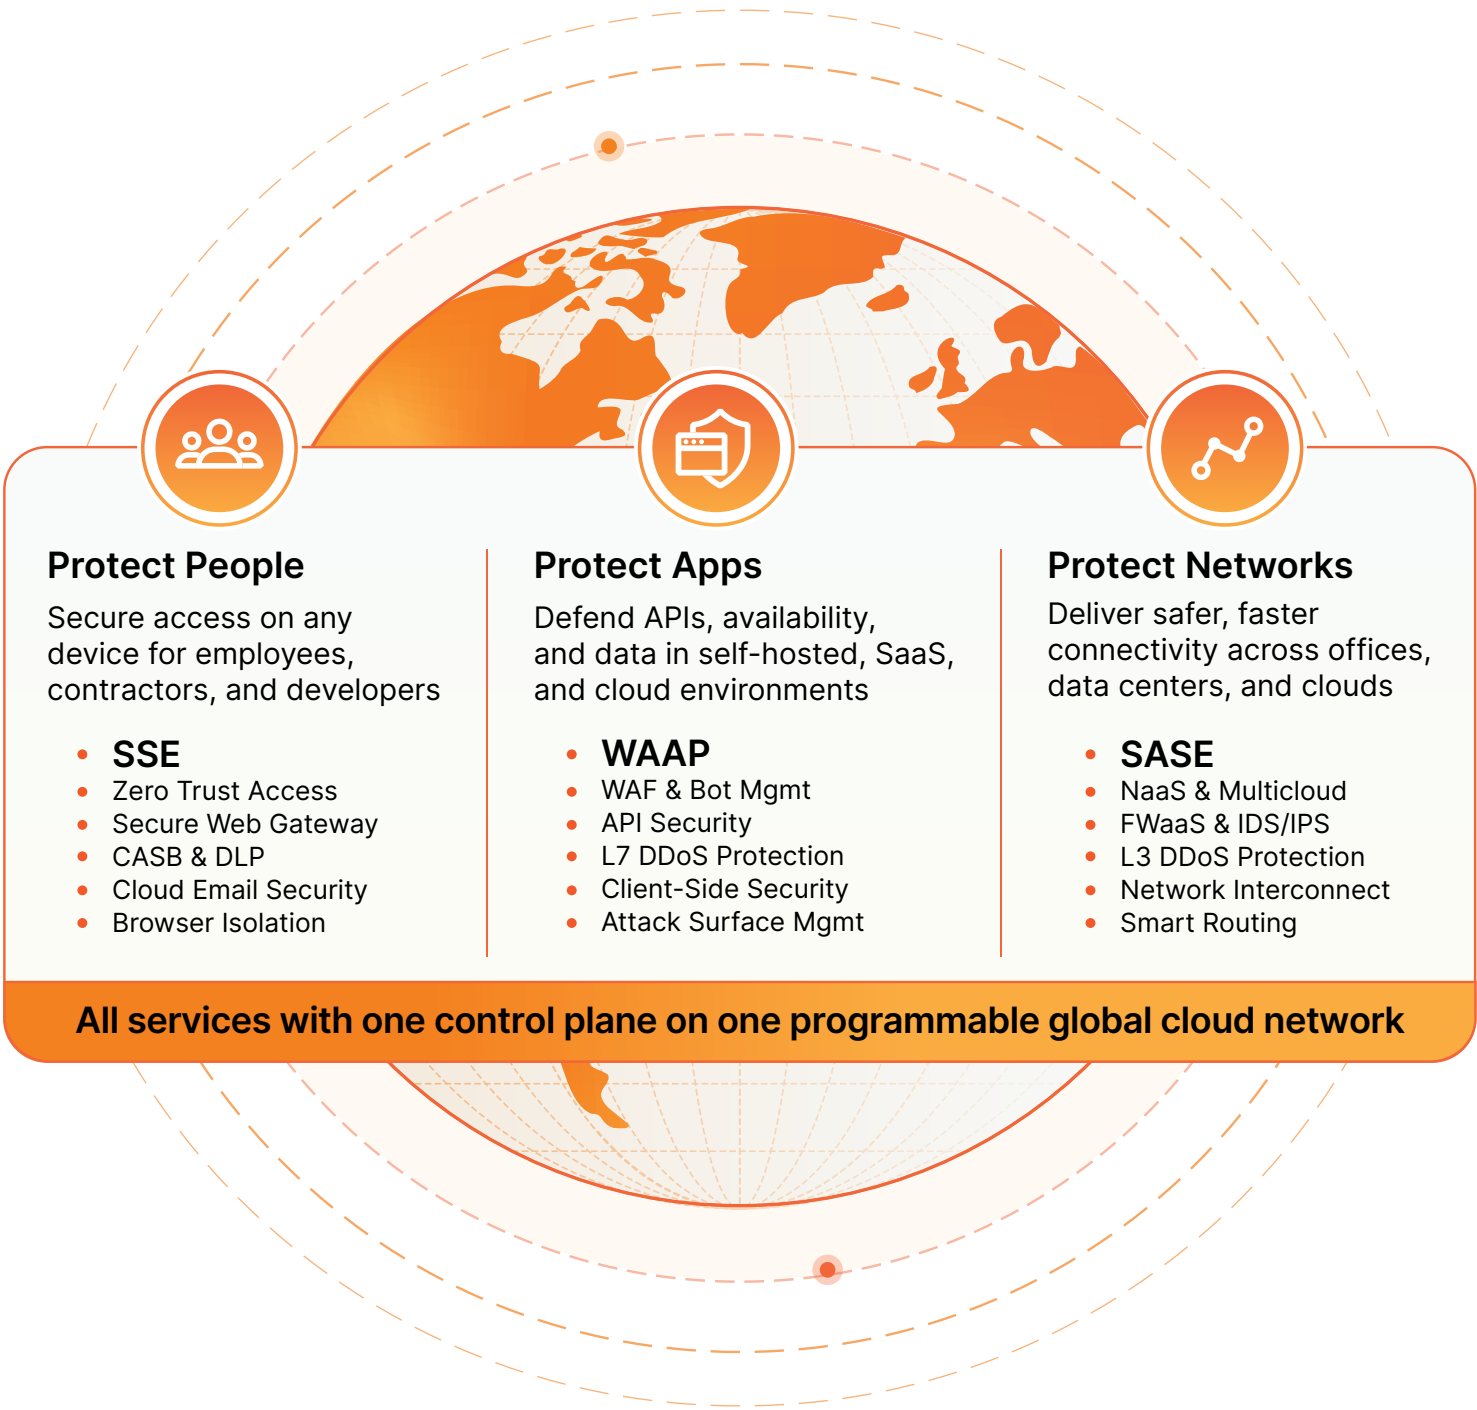 Protect People
Secure access on any
device for employees,
contractors, and developers
• SSE
• Zero Trust Access
• Secure Web Gateway
• CASB & DLP
• Cloud Email Security
• Browser Isolation
Protect Apps
Defend APIs, availability,
and data in self-hosted, SaaS,
and cloud environments
• WAAP
• WAF & Bot Mgmt
• API Security
• L7 DDoS Protection
• Client-Side Security
• Attack Surface Mgmt
Protect Networks
Deliver safer, faster
connectivity across offices,
data centers, and clouds
• SASE
• NaaS & Multicloud
• FWaaS & IDS/IPS
• L3 DDoS Protection
• Network Interconnect
• Smart Routing
All services with one control plane on one programmable global cloud network